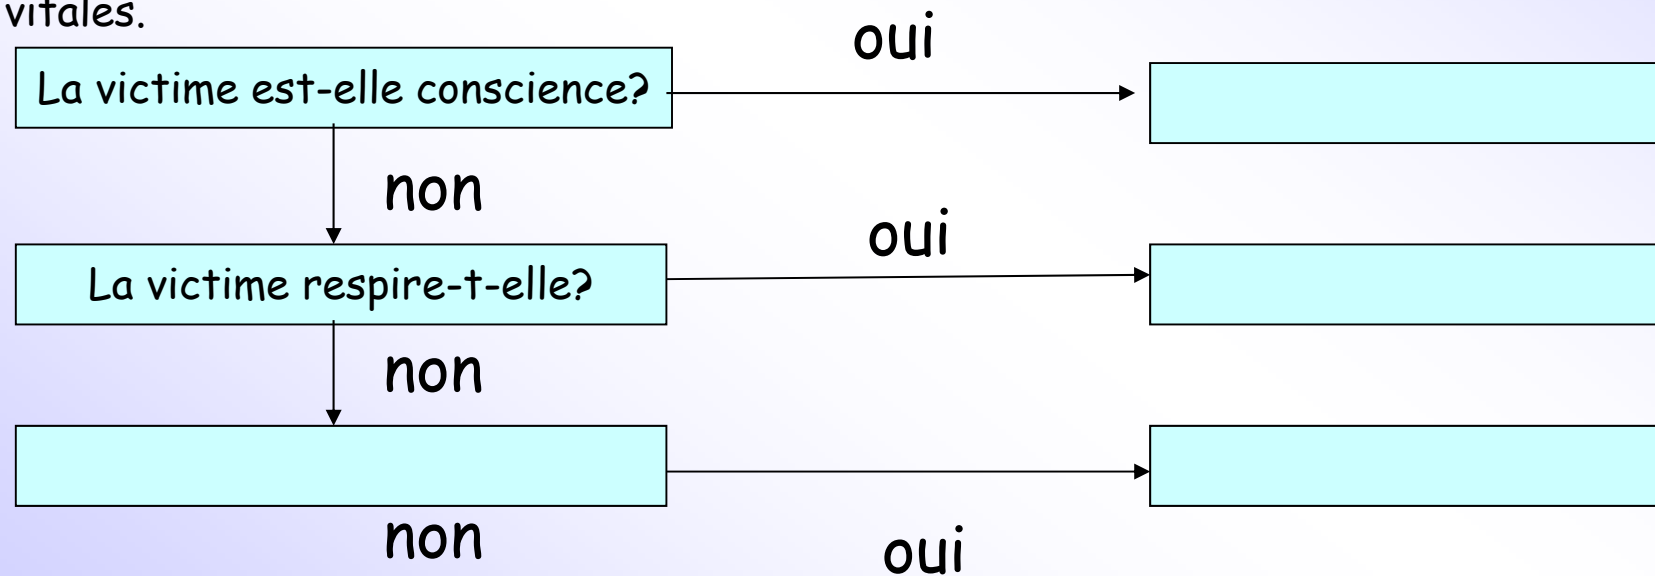 vitales.
oui
La victime est-elle conscience?
non
oui
La victime respire-t-elle?
non
non
oui